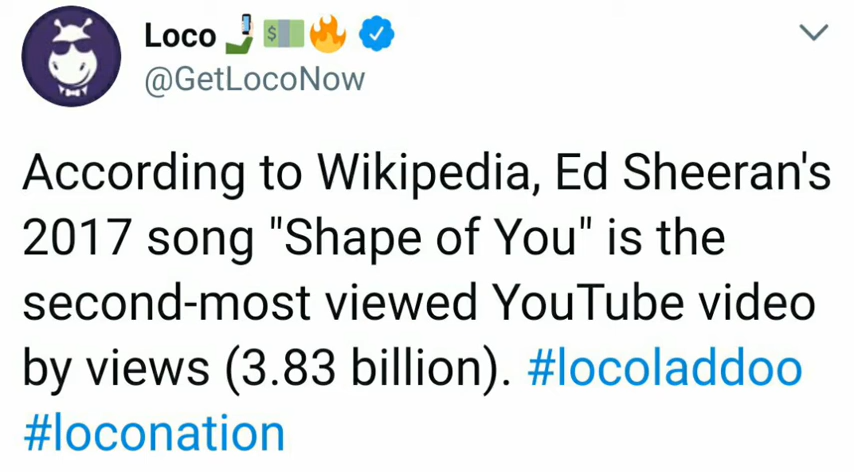 Loco 🤳💵🔥
@GetLocoNow
According to Wikipedia, Ed Sheeran's
2017 song "Shape of You" is the
second-most viewed YouTube video
by views (3.83 billion). #locoladdoo
#loconation